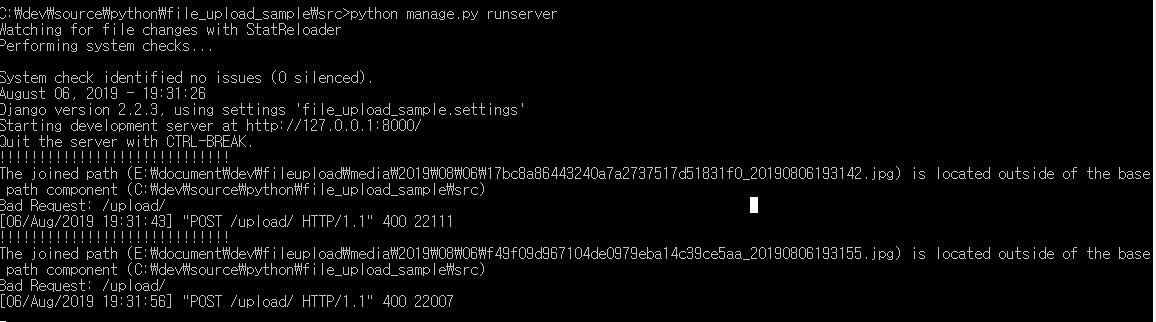 C:₩dev₩source₩python₩file_upload_sample₩src>python manage.py runserver
Watching for file changes with StatReloader
Performing system checks...
System check identified no issues (0 silenced).
August 06, 2019 - 19:31:26
Django version 2.2.3, using settings 'file_upload_sample.settings'
Starting development server at http://127.0.0.1:8000/
Quit the server with CTRL-BREAK.
!!!!!!!!!!!!!!!!!!!!!!!!!!!!!
The joined path (E:₩document₩dev₩fileupload₩media₩2019₩08₩06₩17bc8a86443240a7a2737517d51831f0_20190806193142.jpg) is located outside of the base
 path component (C:₩dev₩source₩python₩file_upload_sample₩src)
Bad Request: /upload/
[06/Aug/2019 19:31:43] "POST /upload/ HTTP/1.1" 400 22111
!!!!!!!!!!!!!!!!!!!!!!!!!!!!!
The joined path (E:₩document₩dev₩fileupload₩media₩2019₩08₩06₩f49f09d967104de0979eba14c39ce5aa_20190806193155.jpg) is located outside of the base
 path component (C:₩dev₩source₩python₩file_upload_sample₩src)
Bad Request: /upload/
[06/Aug/2019 19:31:56] "POST /upload/ HTTP/1.1" 400 22007